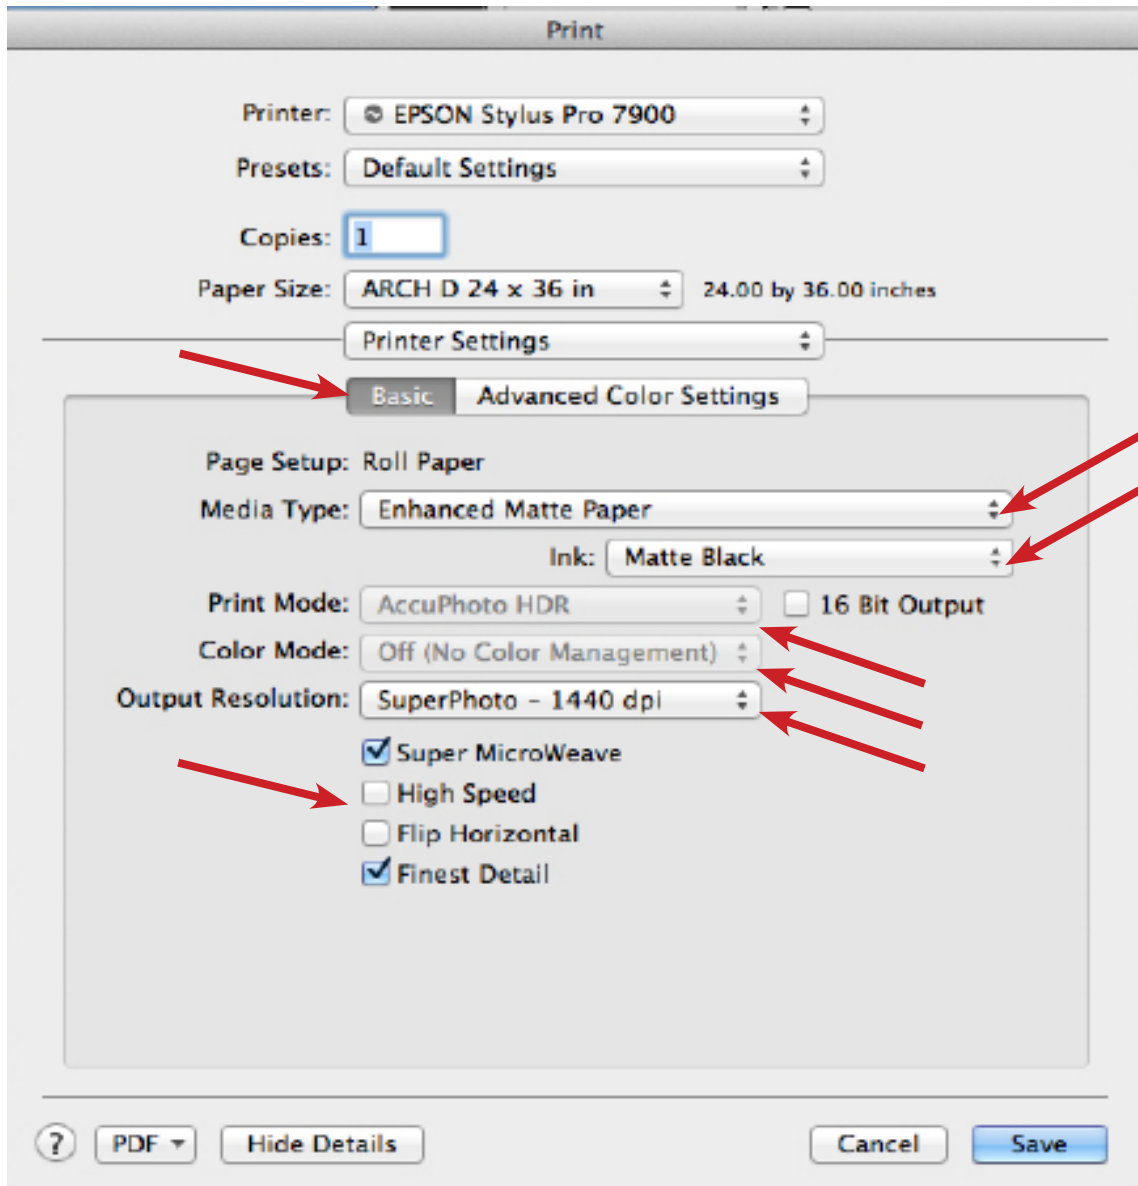 Print
Printer: EPSON Stylus Pro 7900
Presets: Default Settings
Copies: 1
Paper Size: ARCH D 24 x 36 in 24.00 by 36.00 inches
Printer Settings
Basic Advanced Color Settings
Page Setup: Roll Paper
Media Type: Enhanced Matte Paper
Ink: Matte Black
Print Mode: AccuPhoto HDR 16 Bit Output
Color Mode: Off (No Color Management)
Output Resolution: SuperPhoto - 1440 dpi
Super MicroWeave
High Speed
Flip Horizontal
Finest Detail
? PDF Hide Details Cancel Save